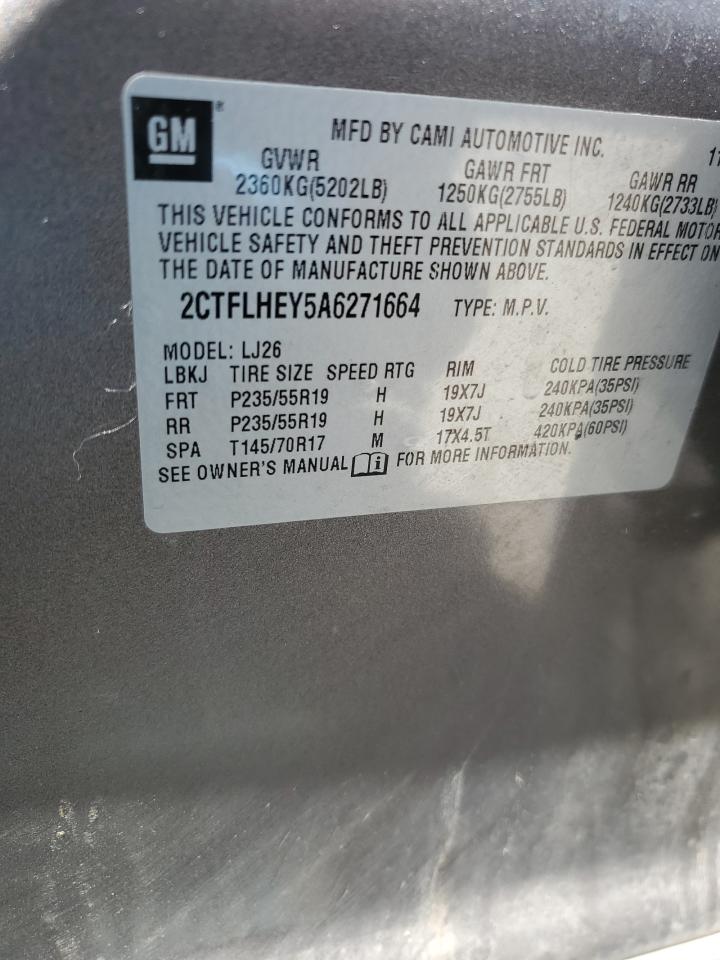 GM ®
MFD BY CAMI AUTOMOTIVE INC. 11
GVWR GAWR FRT GAWR RR
2360KG(5202LB) 1250KG(2755LB) 1240KG(2733LB)
THIS VEHICLE CONFORMS TO ALL APPLICABLE U.S. FEDERAL MOTOR
VEHICLE SAFETY AND THEFT PREVENTION STANDARDS IN EFFECT ON
THE DATE OF MANUFACTURE SHOWN ABOVE.
2CTFLHEY5A6271664 TYPE: M.P.V.
MODEL: LJ26
LBKJ TIRE SIZE SPEED RTG RIM COLD TIRE PRESSURE
FRT P235/55R19 H 19X7J 240KPA(35PSI)
RR P235/55R19 H 19X7J 240KPA(35PSI)
SPA T145/70R17 M 17X4.5T 420KPA(60PSI)
SEE OWNER'S MANUAL i FOR MORE INFORMATION.